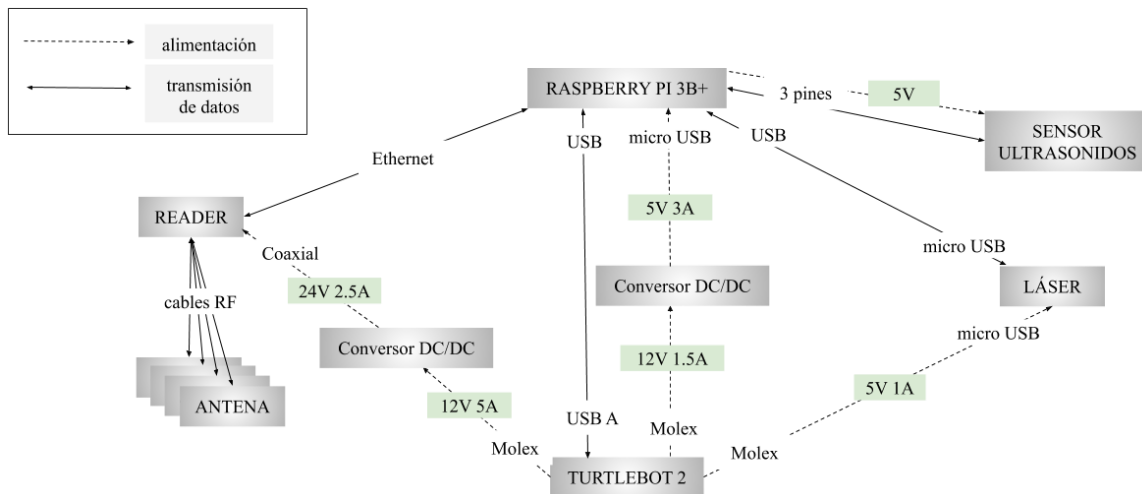 alimentación
transmisión
de datos
RASPBERRY PI 3B+
3 pines
5V
SENSOR
ULTRASONIDOS
USB
micro USB
USB
Ethernet
READER
5V 3A
Coaxial
micro USB
cables RF
24V 2.5A
Conversor DC/DC
LÁSER
micro USB
Conversor DC/DC
12V 1.5A
5V 1A
ANTENA
12V 5A
USB A
Molex
Molex
Molex
TURTLEBOT 2